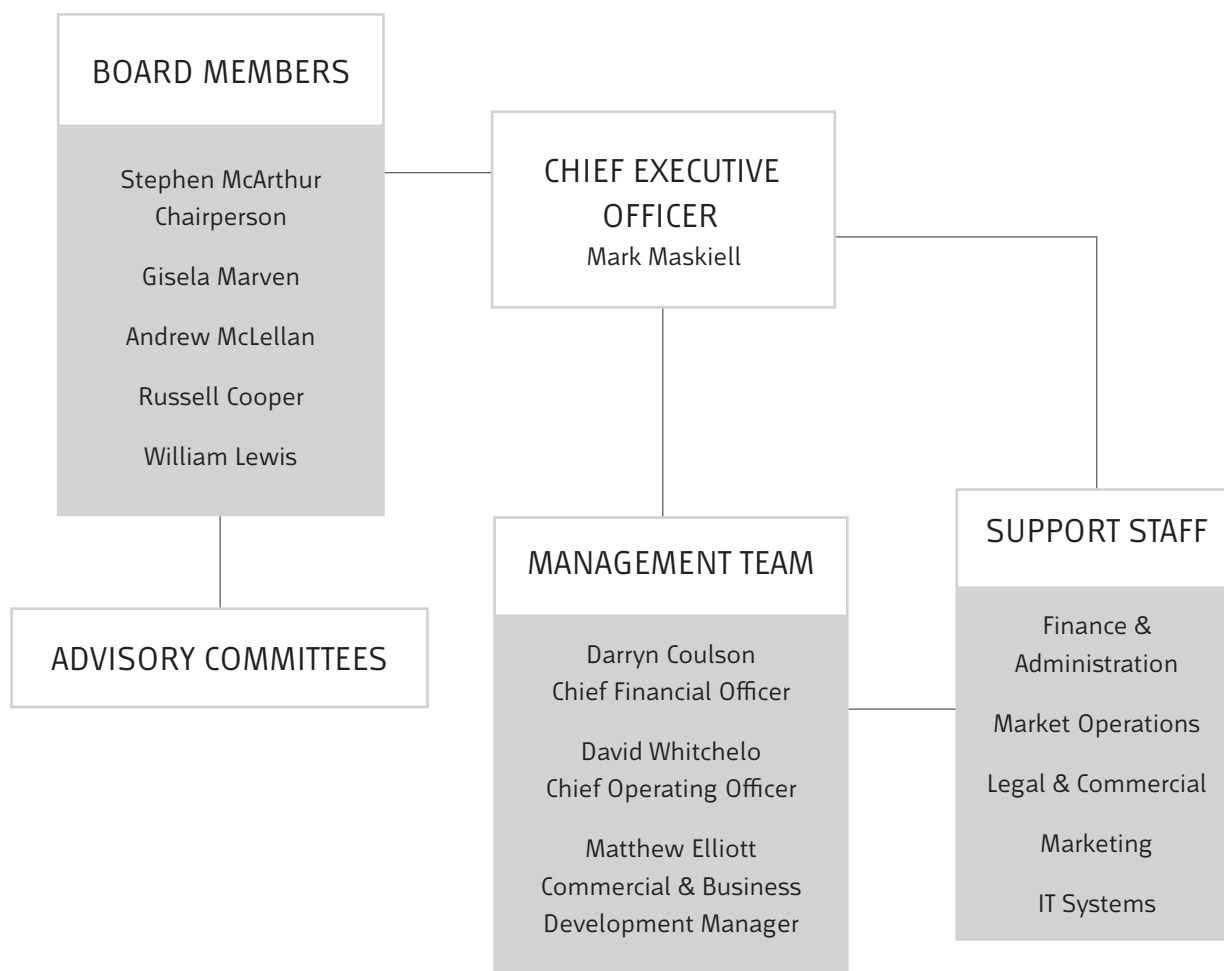 BOARD MEMBERS
Stephen McArthur
Chairperson
Gisela Marven
Andrew McLellan
Russell Cooper
William Lewis
ADVISORY COMMITTEES
CHIEF EXECUTIVE
OFFICER
Mark Maskiell
MANAGEMENT TEAM
Darryn Coulson
Chief Financial Officer
David Whitchelo
Chief Operating Officer
Matthew Elliott
Commercial & Business
Development Manager
SUPPORT STAFF
Finance &
Administration
Market Operations
Legal & Commercial
Marketing
IT Systems